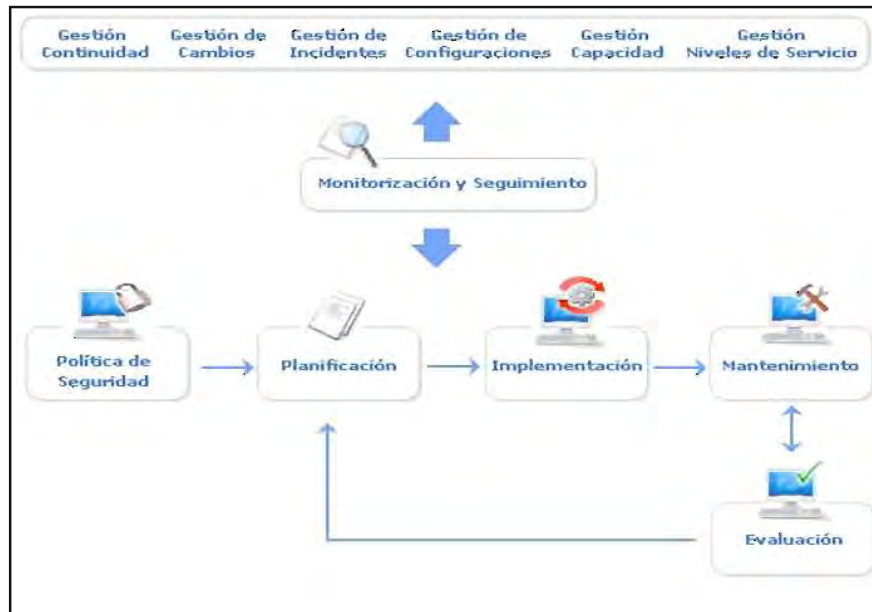 Gestión Gestión de Gestión de Gestión de Gestión Gestión
Continuidad Cambios Incidentes Configuraciones Capacidad Niveles de Servicio
Monitorización y Seguimiento
Política de
Seguridad
Planificación
Implementación
Mantenimiento
Evaluación